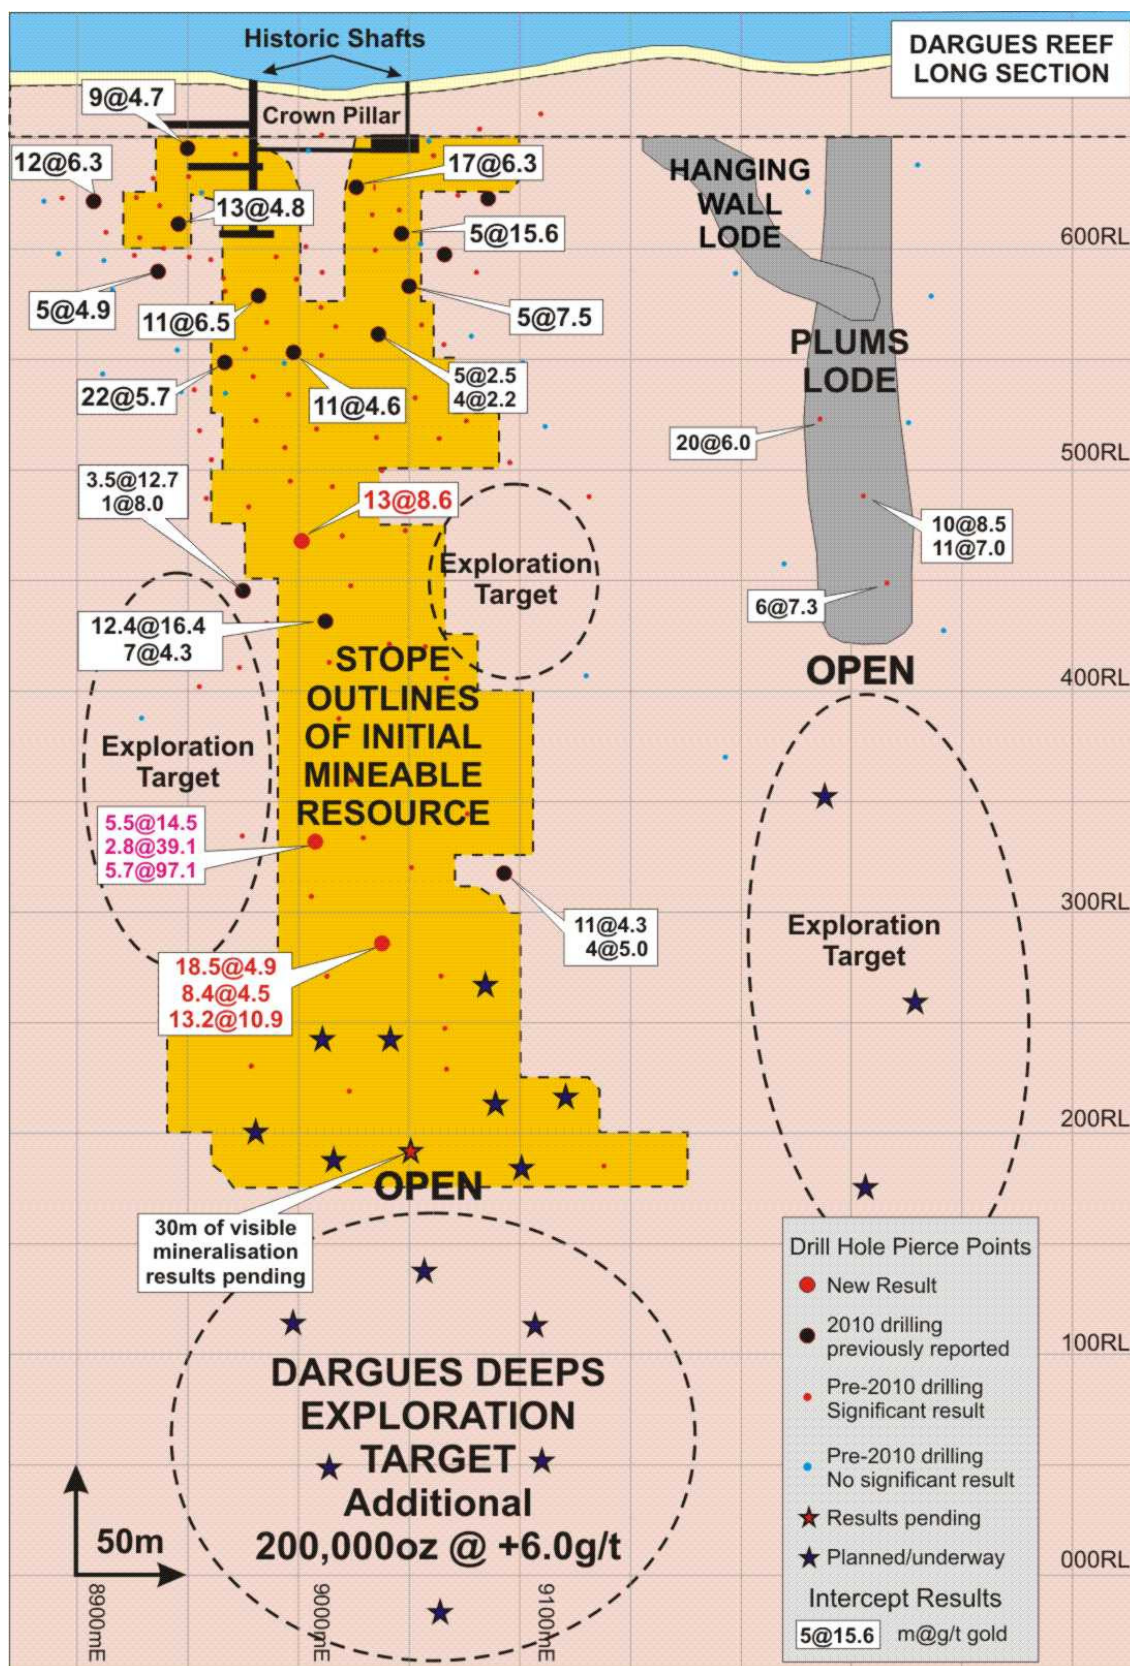 Historic Shafts
DARGUES REEF
LONG SECTION
9@4.7
Crown Pillar
12@6.3
17@6.3
HANGING
WALL
LODE
13@4.8
5@15.6
600RL
5@4.9
11@6.5
5@7.5
PLUMS
LODE
22@5.7
11@4.6
5@2.5
4@2.2
20@6.0
500RL
3.5@12.7
1@8.0
13@8.6
10@8.5
11@7.0
Exploration
Target
6@7.3
12.4@16.4
7@4.3
STOPE
OUTLINES
OF INITIAL
MINEABLE
RESOURCE
OPEN
400RL
Exploration
Target
5.5@14.5
2.8@39.1
5.7@97.1
11@4.3
4@5.0
300RL
Exploration
Target
18.5@4.9
8.4@4.5
13.2@10.9
200RL
OPEN
30m of visible
mineralisation
results pending
DARGUES DEEPS
EXPLORATION
TARGET
Additional
200,000oz @ +6.0g/t
100RL
000RL
50m
8900mE
9000mE
9100mE
Drill Hole Pierce Points
New Result
2010 drilling
previously reported
Pre-2010 drilling
Significant result
Pre-2010 drilling
No significant result
Results pending
Planned/underway
Intercept Results
5@15.6 m@g/t gold